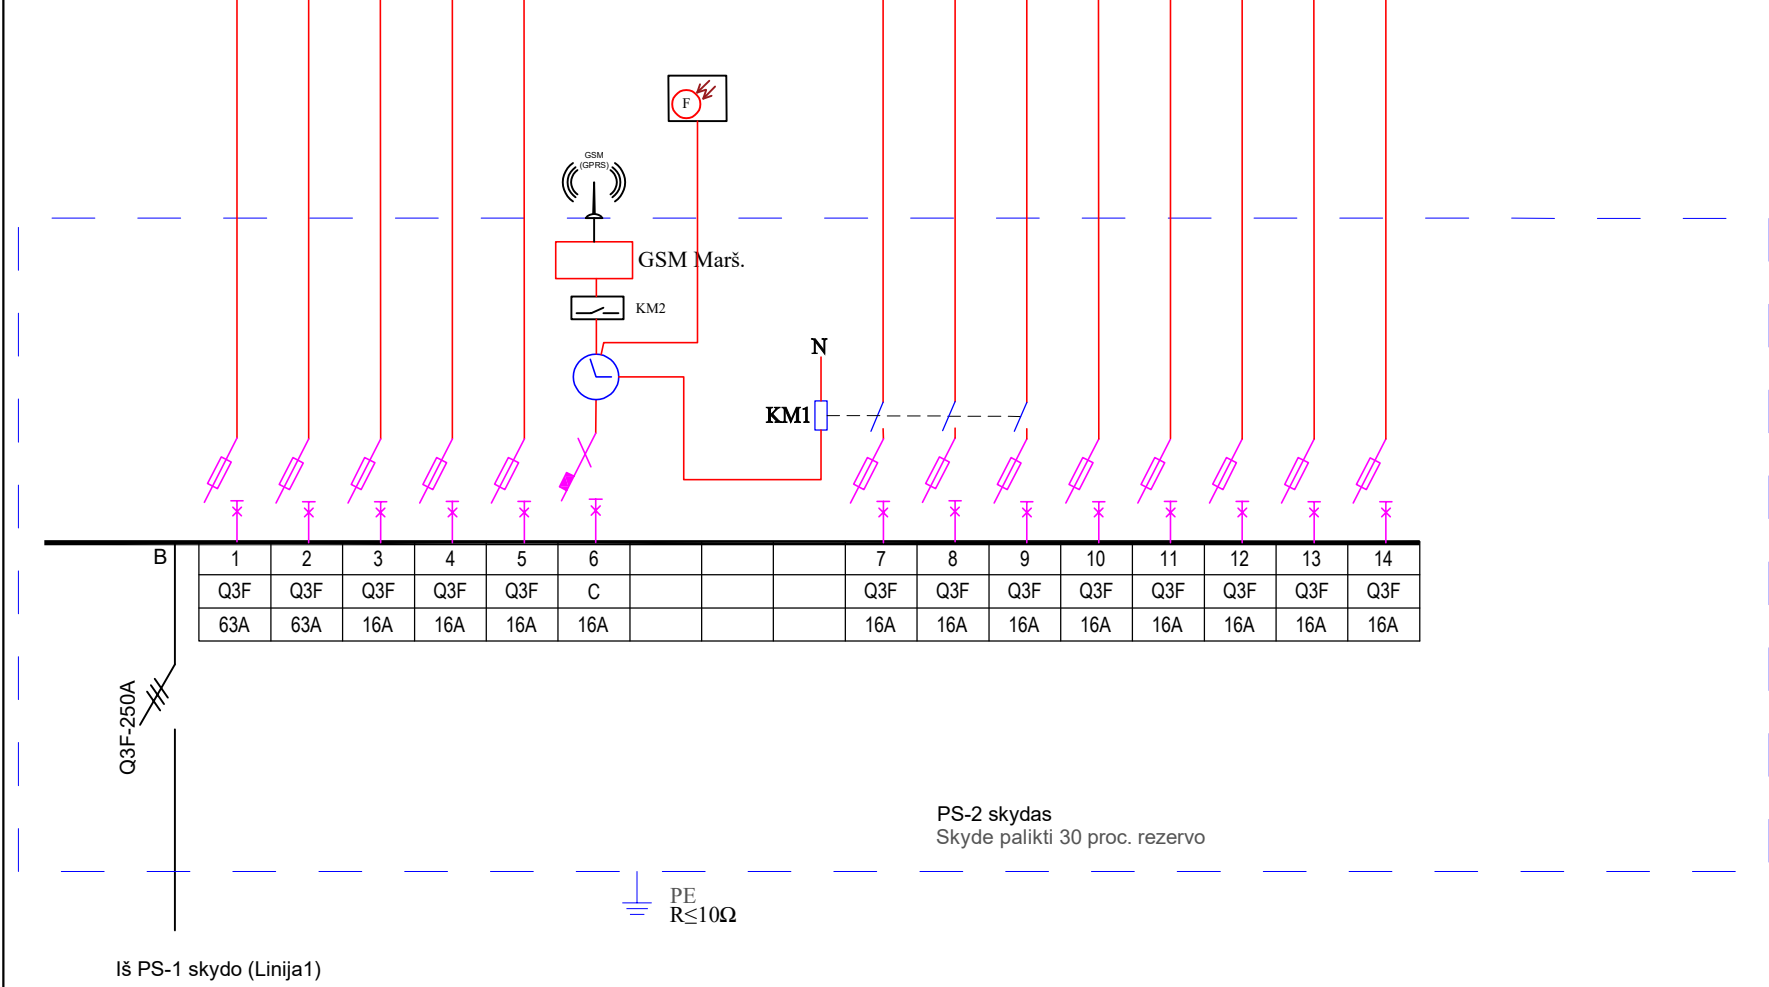 F
GSM
(GPRS)
GSM Marš.
KM2
N
KM1
B 1 2 3 4 5 6 7 8 9 10 11 12 13 14
Q3F Q3F Q3F Q3F Q3F C Q3F Q3F Q3F Q3F Q3F Q3F Q3F Q3F
63A 63A 16A 16A 16A 16A 16A 16A 16A 16A 16A 16A 16A 16A
Q3F-250A
PS-2 skydas
Skyde palikti 30 proc. rezervo
PE
R≤10Ω
Iš PS-1 skydo (Linija1)